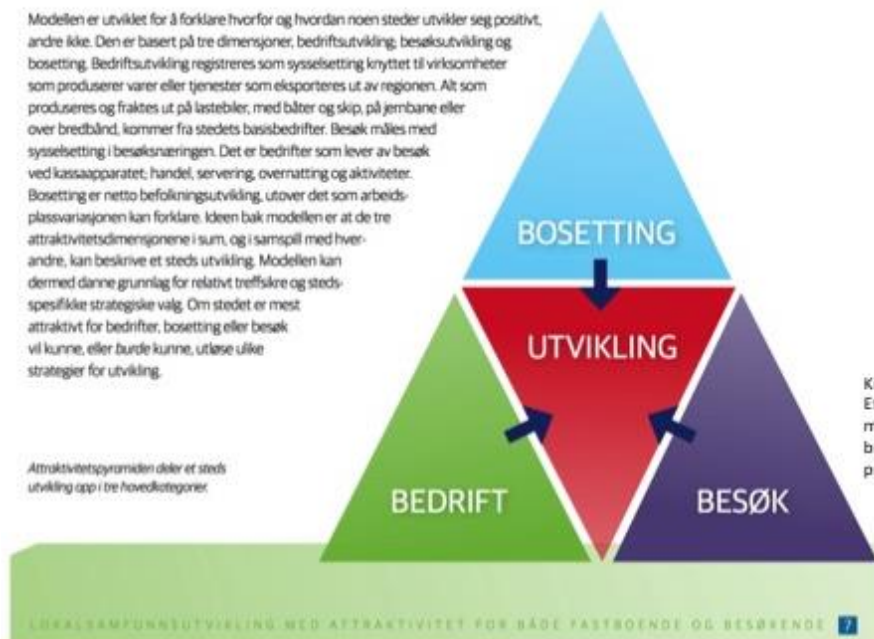 Modellen er utviklet for å forklare hvorfor og hvordan noen steder utvikler seg positivt,
andre ikke. Den er basert på tre dimensjoner, bedriftsutvikling; besøksutvikling og
bosetting. Bedriftsutvikling registreres som sysselsetting knyttet til virksomheter
som produserer varer eller tjenester som eksporteres ut av regionen. Alt som
produseres og fraktes ut på lastebiler, med båter og skip, på jernbane eller
over bredbånd, kommer fra stedets basisbedrifter. Besøk måles med
sysselsetting i besøksnæringen. Det er bedrifter som lever av besøk
ved kassaapparatet; handel, servering, overnatting og aktiviteter.
Bosetting er netto befolkningsutvikling, utover det som arbeids-
plassvariasjonen kan forklare. Ideen bak modellen er at de tre
attraktivitetsdimensjonene i sum, og i samspill med hver-
andre, kan beskrive et steds utvikling. Modellen kan
dermed danne grunnlag for relativt treffsikre og steds-
spesifikke strategiske valg. Om stedet er mest
attraktivt for bedrifter, bosetting eller besøk
vil kunne, eller burde kunne, utløse ulike
strategier for utvikling.
Attraktivitetspyramiden deler et steds
utvikling opp i tre hovedkategorier.
BOSETTING
UTVIKLING
BEDRIFT
BESØK
LOKALSAMFUNNSUTVIKLING MED ATTRAKTIVITET FOR BÅDE FASTBOENDE OG BESØKENDE 7